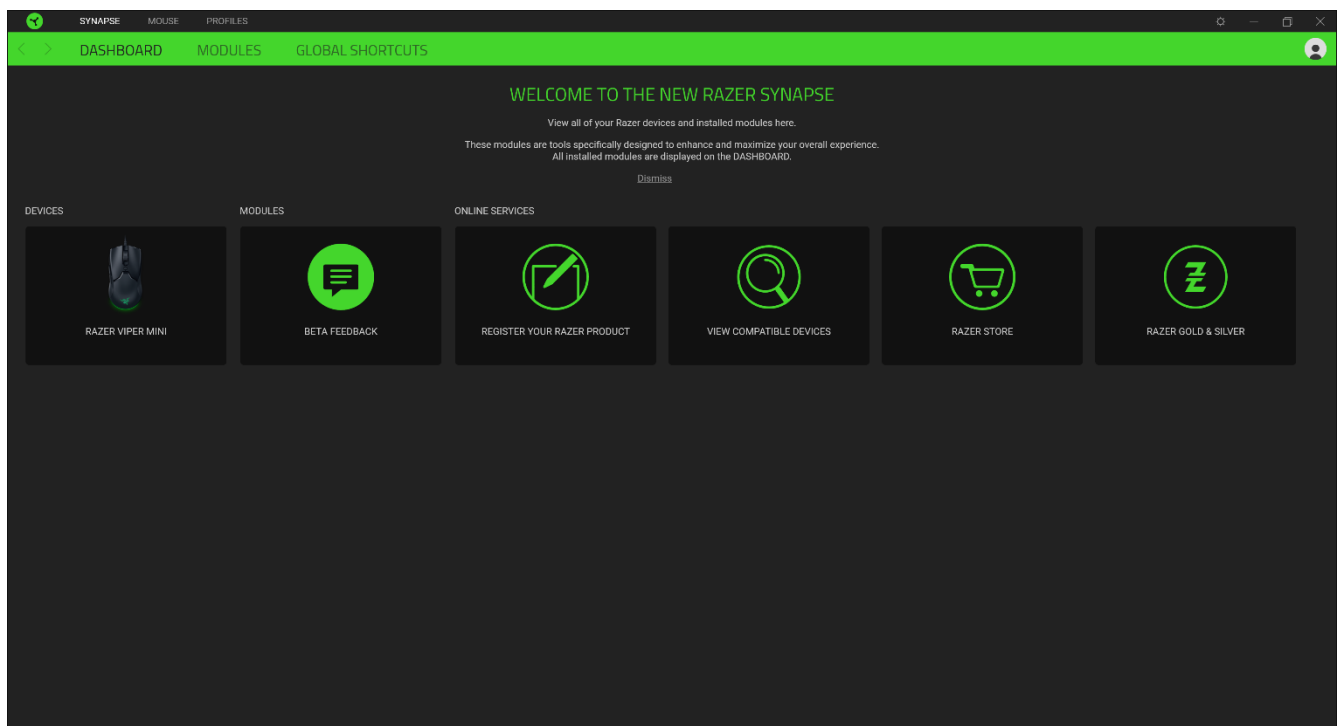 SYNAPSE MOUSE PROFILES
DASHBOARD MODULES GLOBAL SHORTCUTS
WELCOME TO THE NEW RAZER SYNAPSE
View all of your Razer devices and installed modules here.
These modules are tools specifically designed to enhance and maximize your overall experience.
All installed modules are displayed on the DASHBOARD.
Dismiss
DEVICES MODULES ONLINE SERVICES
RAZER VIPER MINI BETA FEEDBACK REGISTER YOUR RAZER PRODUCT VIEW COMPATIBLE DEVICES RAZER STORE RAZER GOLD & SILVER